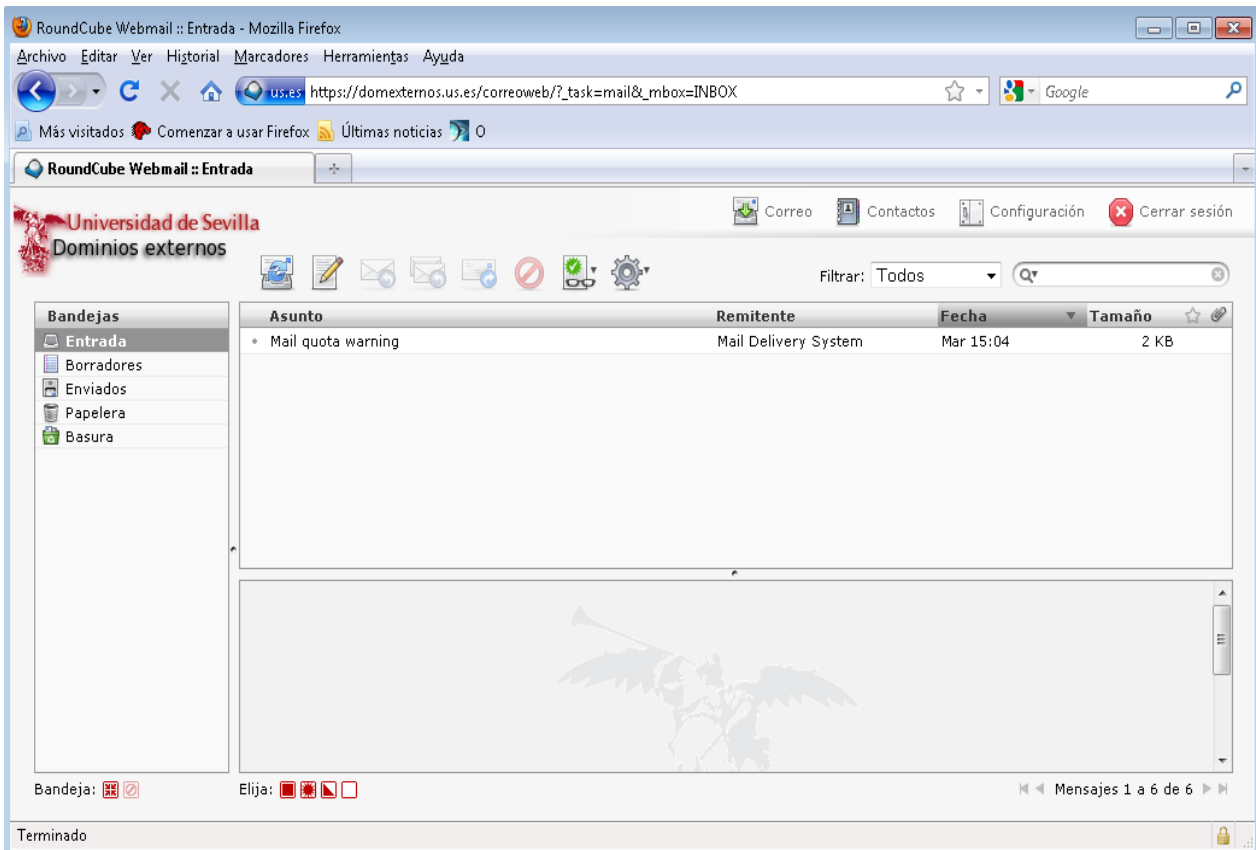 RoundCube Webmail :: Entrada - Mozilla Firefox
Archivo Editar Ver Historial Marcadores Herramientas Ayuda
us.es https://domexternos.us.es/correoweb/?_task=mail&_mbox=INBOX Google
Más visitados Comenzar a usar Firefox Últimas noticias O
RoundCube Webmail :: Entrada
Universidad de Sevilla
Dominios externos
Correo Contactos Configuración Cerrar sesión
Filtrar: Todos
Bandejas Asunto Remitente Fecha Tamaño
Entrada Mail quota warning Mail Delivery System Mar 15:04 2 KB
Borradores
Enviados
Papelera
Basura
Bandeja: Elija: Mensajes 1 a 6 de 6
Terminado